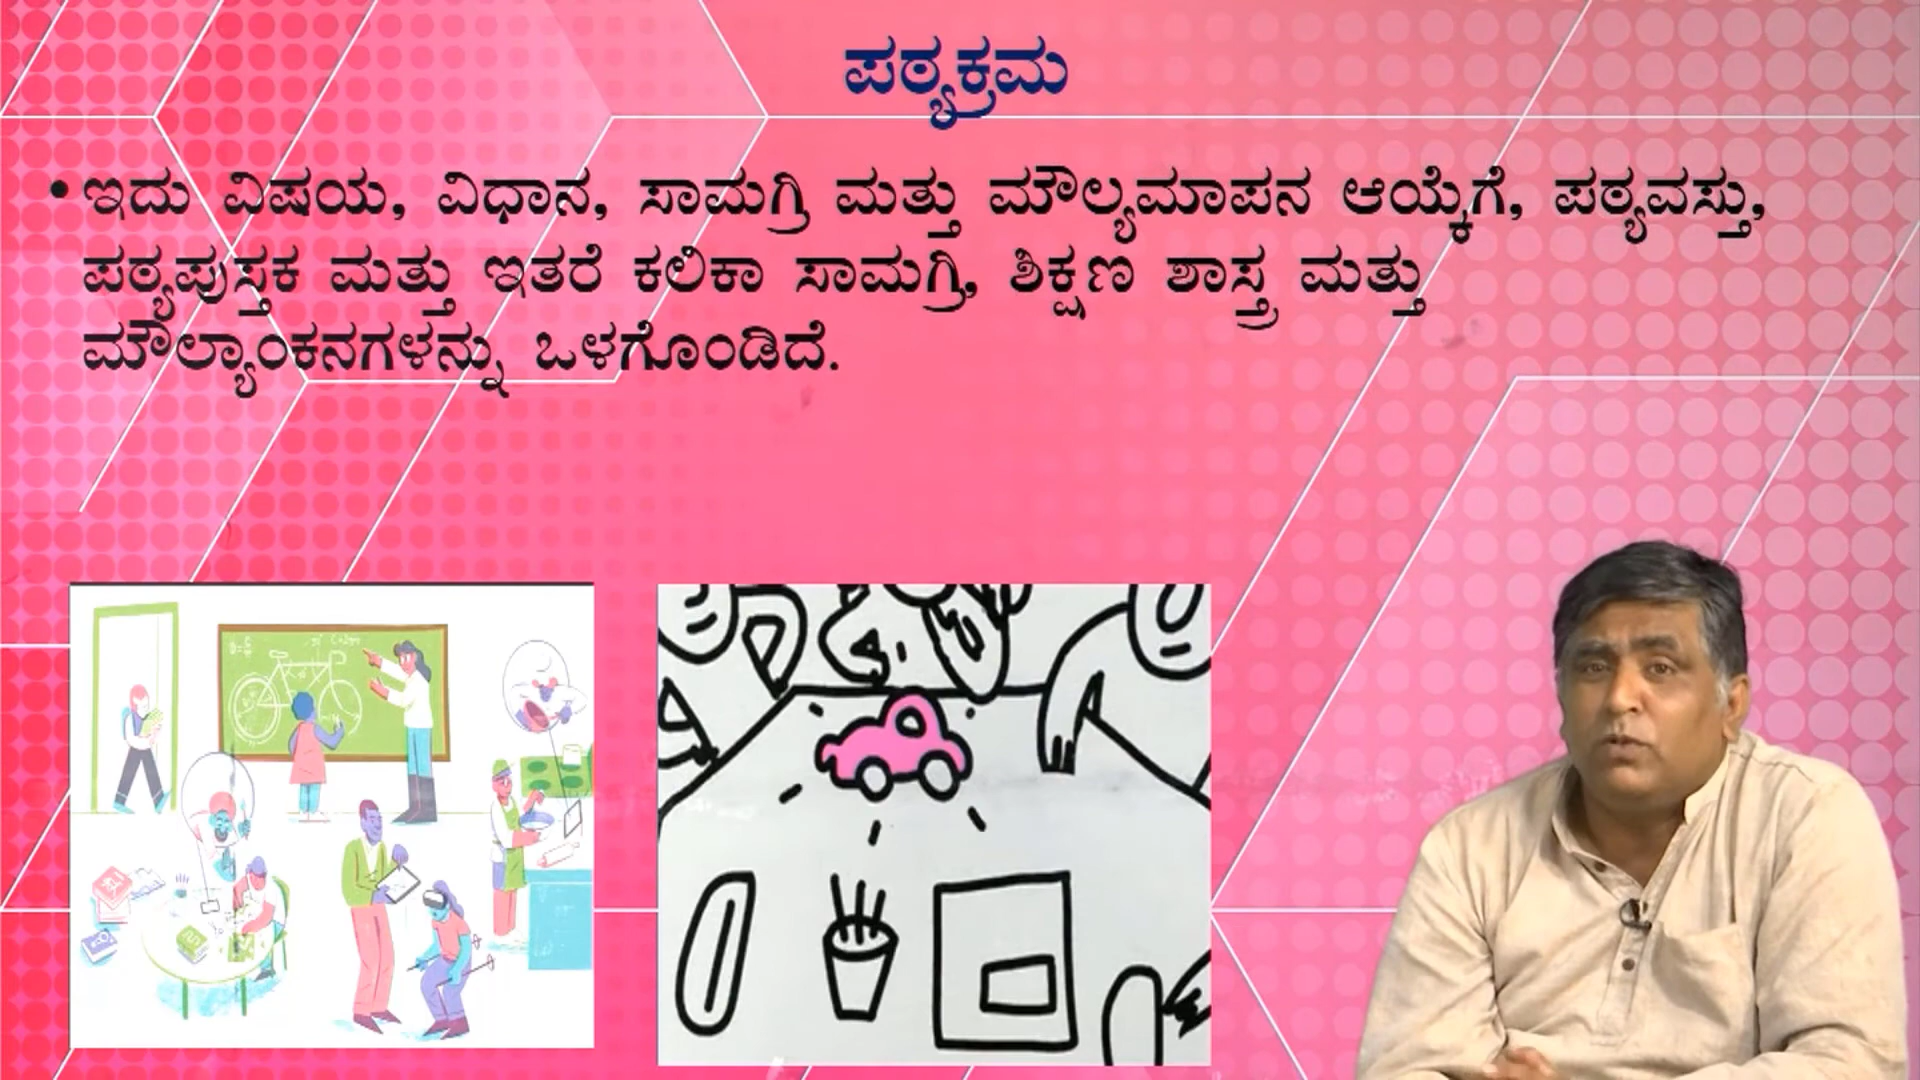 ಪಠ್ಯಕ್ರಮ
• ಇದು ವಿಷಯ, ವಿಧಾನ, ಸಾಮಗ್ರಿ ಮತ್ತು ಮೌಲ್ಯಮಾಪನ ಆಯ್ಕೆಗೆ, ಪಠ್ಯವಸ್ತು,
ಪಠ್ಯಪುಸ್ತಕ ಮತ್ತು ಇತರೆ ಕಲಿಕಾ ಸಾಮಗ್ರಿ, ಶಿಕ್ಷಣ ಶಾಸ್ತ್ರ ಮತ್ತು
ಮೌಲ್ಯಾಂಕನಗಳನ್ನು ಒಳಗೊಂಡಿದೆ.